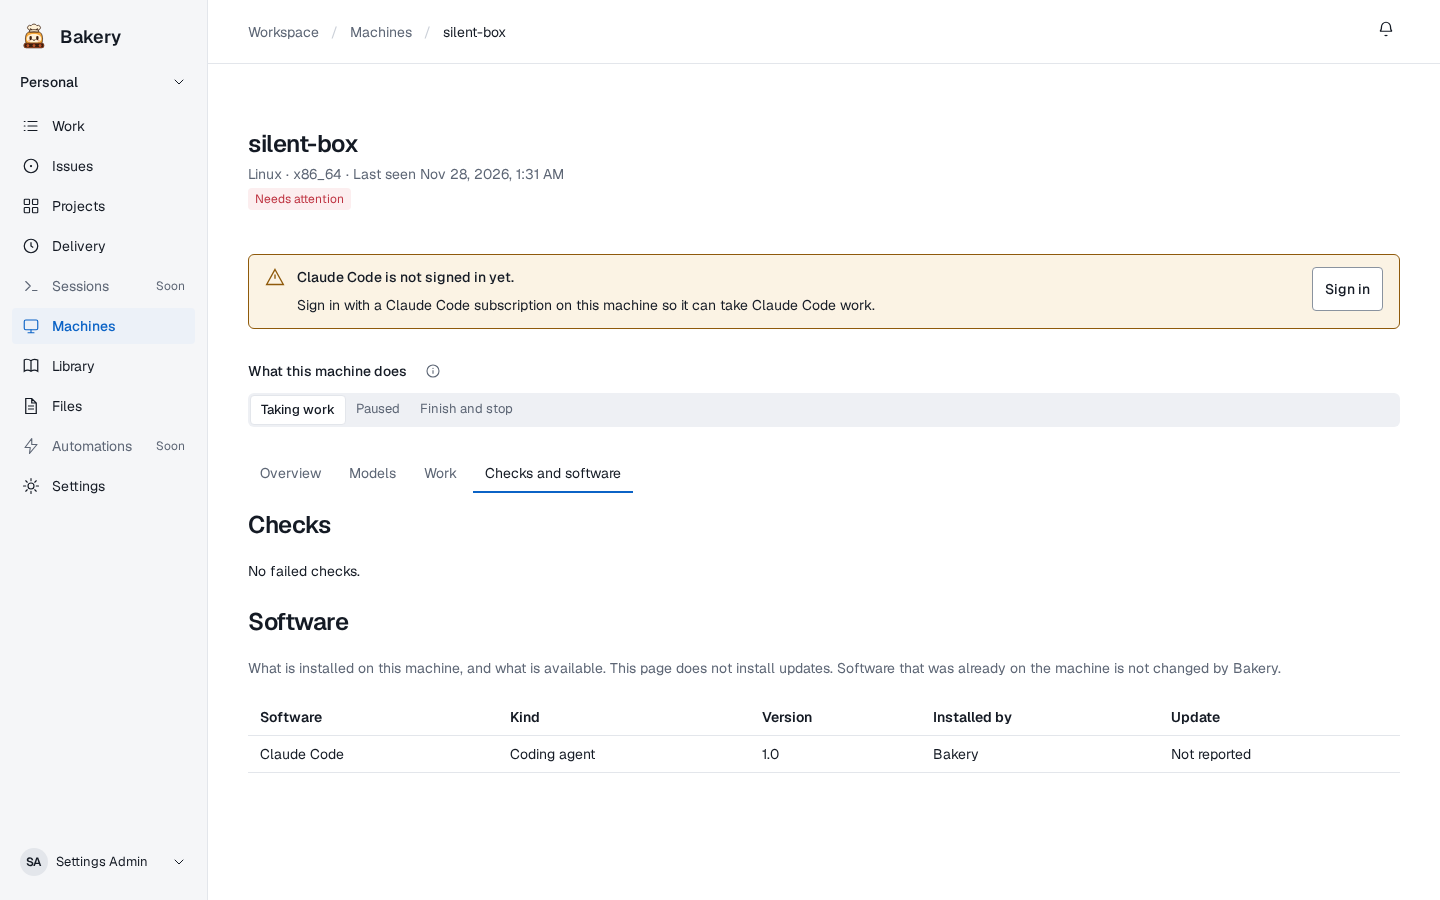 Bakery
Personal
Work
Issues
Projects
Delivery
Sessions Soon
Machines
Library
Files
Automations Soon
Settings
SA Settings Admin
Workspace / Machines / silent-box
silent-box
Linux · x86_64 · Last seen Nov 28, 2026, 1:31 AM
Needs attention
Claude Code is not signed in yet.
Sign in with a Claude Code subscription on this machine so it can take Claude Code work.
Sign in
What this machine does
Taking work Paused Finish and stop
Overview Models Work Checks and software
Checks
No failed checks.
Software
What is installed on this machine, and what is available. This page does not install updates. Software that was already on the machine is not changed by Bakery.
Software Kind Version Installed by Update
Claude Code Coding agent 1.0 Bakery Not reported